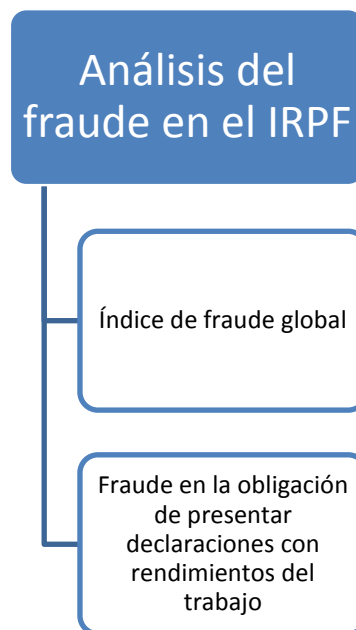 Análisis del
fraude en el IRPF
Índice de fraude global
Fraude en la obligación
de presentar
declaraciones con
rendimientos del
trabajo